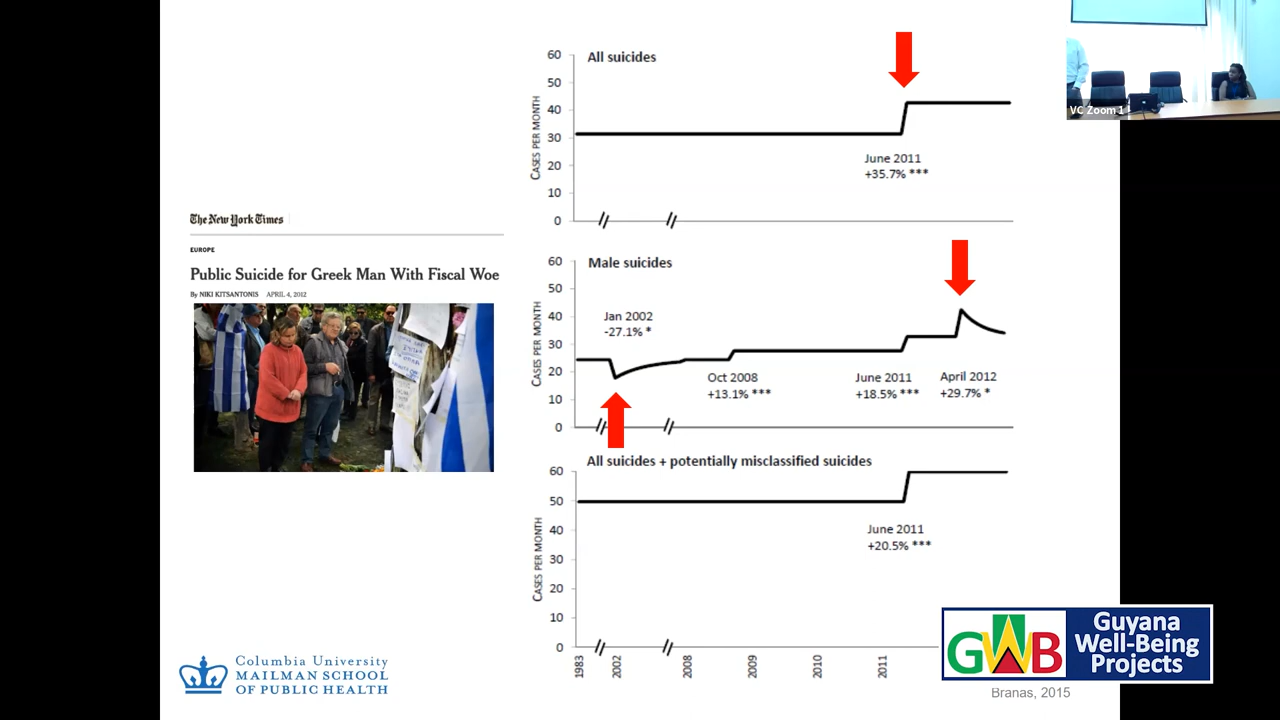 The New York Times
EUROPE
Public Suicide for Greek Man With Fiscal Woe
By NIKI KITSANTONIS APRIL 4, 2012
Columbia University
MAILMAN SCHOOL
OF PUBLIC HEALTH
All suicides
CASES PER MONTH
60
50
40
30
20
10
0
June 2011
+35.7% ***
Male suicides
CASES PER MONTH
60
50
40
30
20
10
0
Jan 2002
-27.1% *
Oct 2008
+13.1% ***
June 2011
+18.5% ***
April 2012
+29.7% *
All suicides + potentially misclassified suicides
CASES PER MONTH
60
50
40
30
20
10
0
June 2011
+20.5% ***
1983
2002
2008
2009
2010
2011
VC Zoom 1
GWB
Guyana
Well-Being
Projects
Branas, 2015